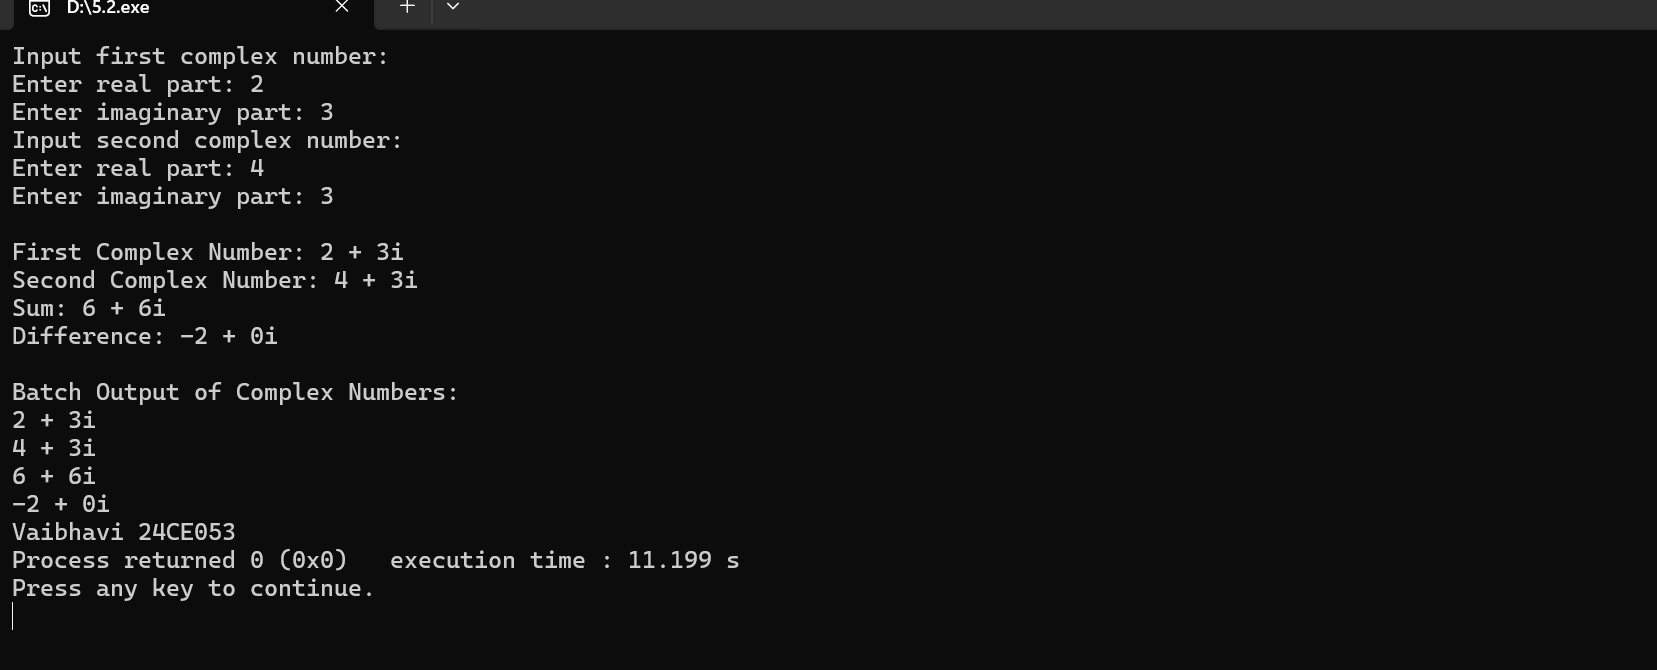 D:\5.2.exe
Input first complex number:
Enter real part: 2
Enter imaginary part: 3
Input second complex number:
Enter real part: 4
Enter imaginary part: 3
First Complex Number: 2 + 3i
Second Complex Number: 4 + 3i
Sum: 6 + 6i
Difference: -2 + 0i
Batch Output of Complex Numbers:
2 + 3i
4 + 3i
6 + 6i
-2 + 0i
Vaibhavi 24CE053
Process returned 0 (0x0)   execution time : 11.199 s
Press any key to continue.